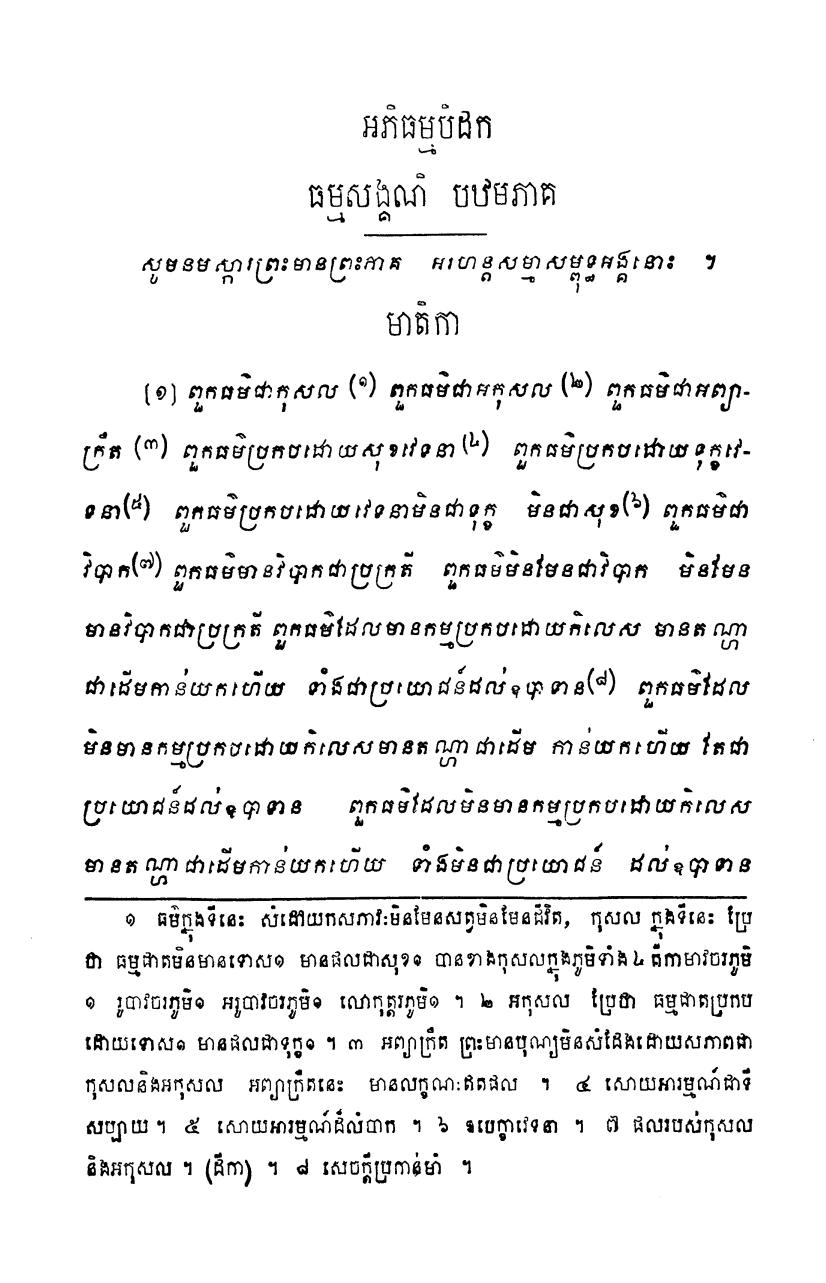 អភិធម្មបិដក
ធម្មសង្គណី បឋមភាគ
សូមនមស្ការព្រះមានព្រះភាគ អរហន្តសម្មាសម្ពុទ្ធអង្គនោះ ។
មាតិកា
[១] ពួកធម៌ជាកុសល (១) ពួកធម៌ជាអកុសល (២) ពួកធម៌ជាអព្យា-
ក្រឹត (៣) ពួកធម៌ប្រកបដោយសុខវេទនា (៤) ពួកធម៌ប្រកបដោយទុក្ខវេ-
ទនា (៥) ពួកធម៌ប្រកបដោយវេទនាមិនជាទុក្ខ មិនជាសុខ (៦) ពួកធម៌ជា
វិបាក (៧) ពួកធម៌មានវិបាកជាប្រក្រតី ពួកធម៌មិនមែនជាវិបាក មិនមែន
មានវិបាកជាប្រក្រតី ពួកធម៌ដែលមានកម្មប្រកបដោយកិលេស មានតណ្ហា
ជាដើមកាន់យកហើយ ទាំងជាប្រយោជន៍ដល់ឧបាទាន (៨) ពួកធម៌ដែល
មិនមានកម្មប្រកបដោយកិលេសមានតណ្ហាជាដើម កាន់យកហើយ តែជា
ប្រយោជន៍ដល់ឧបាទាន ពួកធម៌ដែលមិនមានកម្មប្រកបដោយកិលេស
មានតណ្ហាជាដើមកាន់យកហើយ ទាំងមិនជាប្រយោជន៍ ដល់ឧបាទាន
១ ធម៌ក្នុងទីនេះ សំដៅយកសភាវៈមិនមែនសត្វមិនមែនជីវិត, កុសល ក្នុងទីនេះ ប្រែ
ថា ធម្មជាតមិនមានទោស១ មានផលជាសុខ១ បានខាងកុសលក្នុងភូមិទាំង៤ គឺកាមាវចរភូមិ
១ រូបាវចរភូមិ១ អរូបាវចរភូមិ១ លោកុត្តរភូមិ១ ។ ២ អកុសល ប្រែថា ធម្មជាតប្រកប
ដោយទោស១ មានផលជាទុក្ខ១ ។ ៣ អព្យាក្រឹត ព្រះមានបុណ្យមិនសំដែងដោយសភាពជា
កុសលនិងអកុសល អព្យាក្រឹតនេះ មានលក្ខណៈឥតផល ។ ៤ សោយអារម្មណ៍ជាទី
សប្បាយ ។ ៥ សោយអារម្មណ៍ដ៏លំបាក ។ ៦ ឧបេក្ខាវេទនា ។ ៧ ផលរបស់កុសល
និងអកុសល ។ (ដីកា) ។ ៨ សេចក្តីប្រកាន់មាំ ។